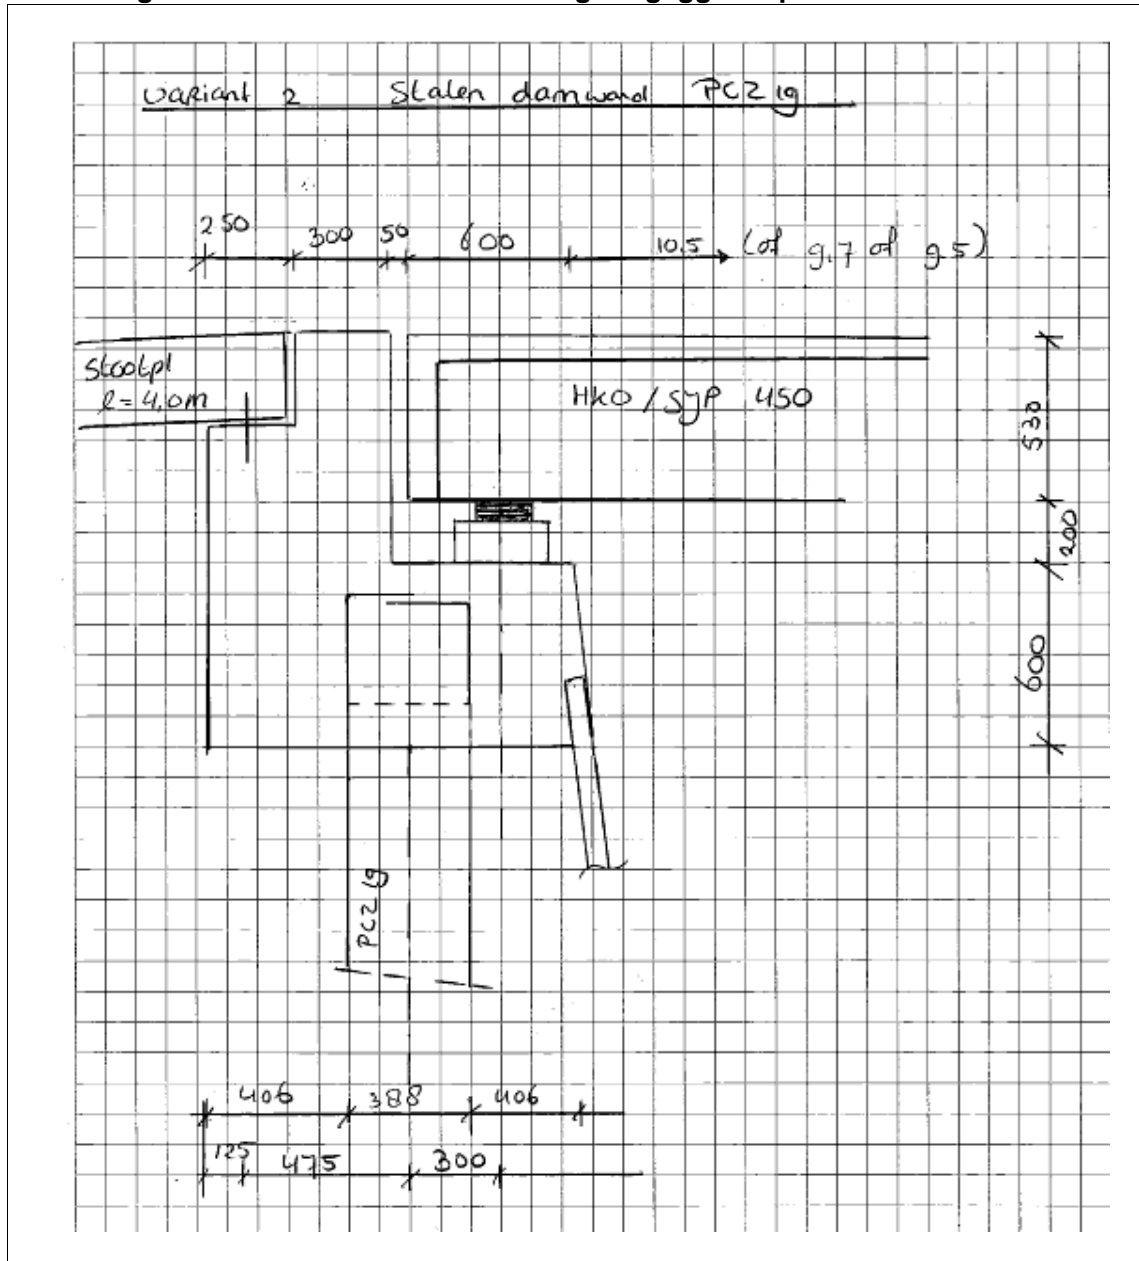 variant 2 Stalen damwand PCZ 19
250 300 50 600 10.5 (of 9.7 of 9.5)
stootpl
l = 4,0m
HKO / SJP 450
530
200
600
PCZ 19
406 388 406
125 475 300